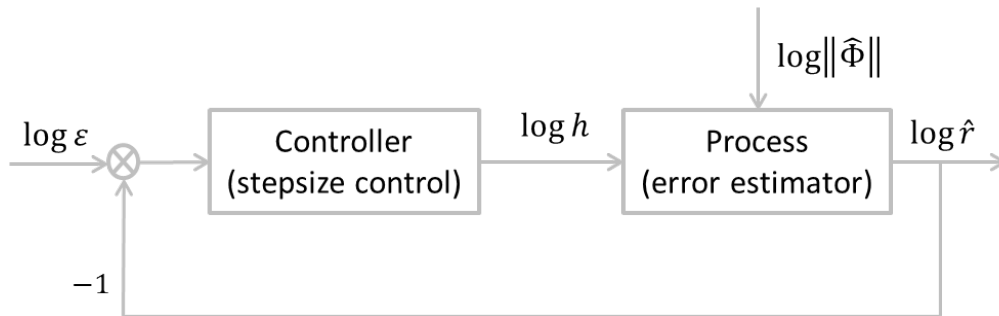 log‖Φ̂‖
log ε
Controller
(stepsize control)
log h
Process
(error estimator)
log r̂
−1